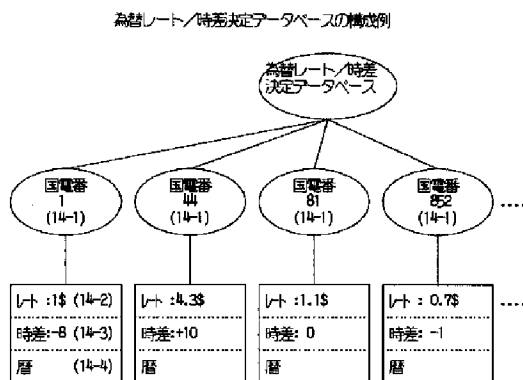 為替レート／時差決定データベースの構成例
為替レート／時差
決定データベース
国電番
1
(14-1)
国電番
44
(14-1)
国電番
81
(14-1)
国電番
852
(14-1)
‥‥
レート:1$ (14-2)
時差:-8 (14-3)
暦 (14-4)
レート:4.3$
時差:+10
暦
レート:1.1$
時差: 0
暦
レート: 0.7$
時差: -1
暦
‥‥